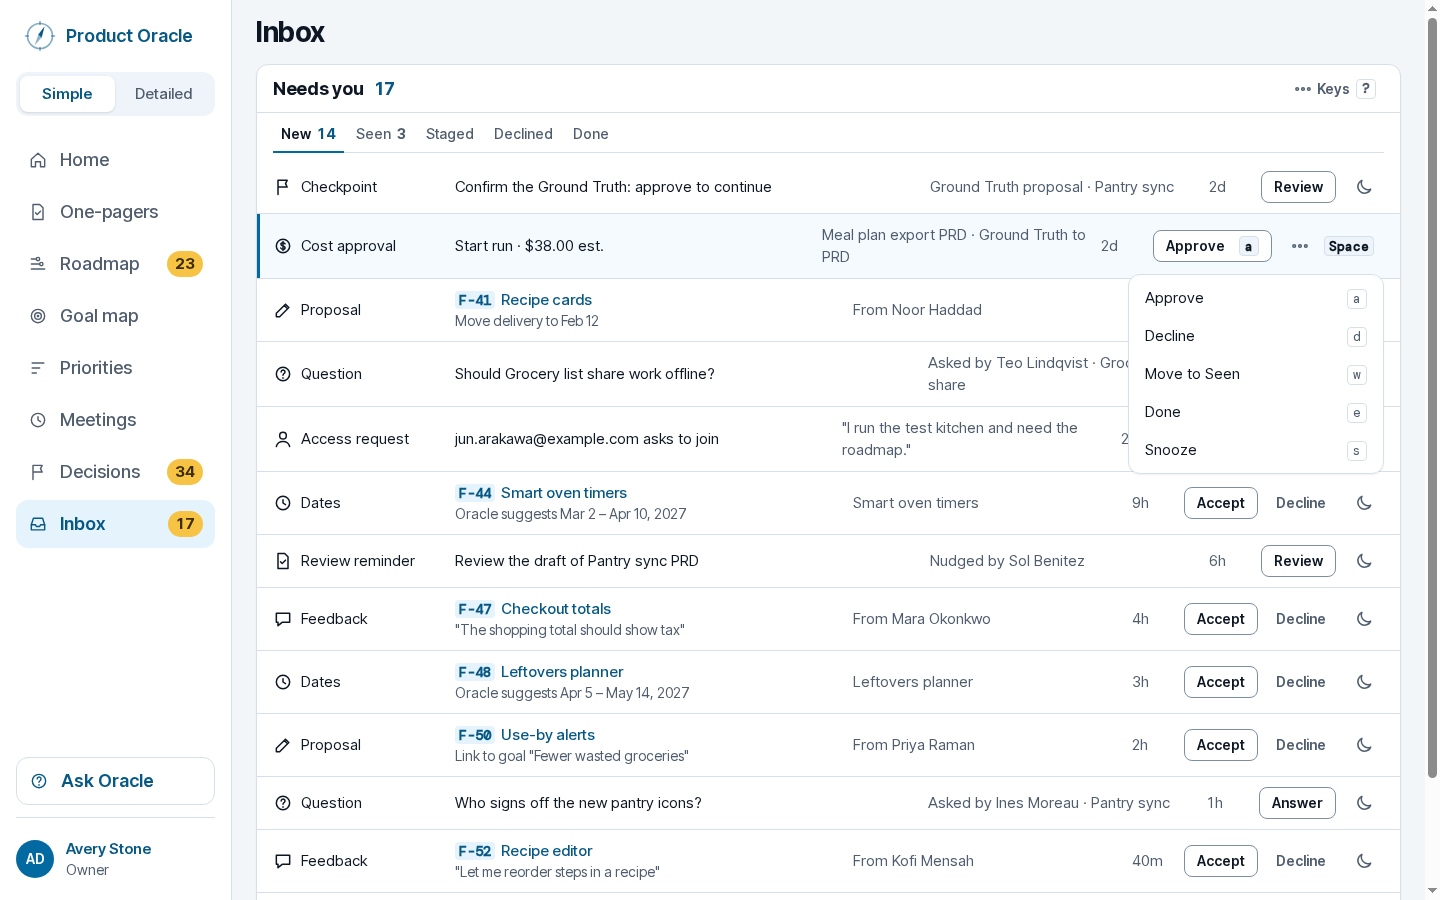 Product Oracle
Simple
Detailed
Home
One-pagers
Roadmap 23
Goal map
Priorities
Meetings
Decisions 34
Inbox 17
Ask Oracle
AD
Avery Stone
Owner
Inbox
Needs you 17
Keys ?
New 14
Seen 3
Staged
Declined
Done
Checkpoint
Confirm the Ground Truth: approve to continue
Ground Truth proposal · Pantry sync
2d
Review
Cost approval
Start run · $38.00 est.
Meal plan export PRD · Ground Truth to
PRD
2d
Approve a
Space
Approve a
Decline d
Move to Seen w
Done e
Snooze s
Proposal
F-41 Recipe cards
Move delivery to Feb 12
From Noor Haddad
Question
Should Grocery list share work offline?
Asked by Teo Lindqvist ·
share
Access request
jun.arakawa@example.com asks to join
"I run the test kitchen and need the
roadmap."
Dates
F-44 Smart oven timers
Oracle suggests Mar 2 – Apr 10, 2027
Smart oven timers
9h
Accept
Decline
Review reminder
Review the draft of Pantry sync PRD
Nudged by Sol Benitez
6h
Review
Feedback
F-47 Checkout totals
"The shopping total should show tax"
From Mara Okonkwo
4h
Accept
Decline
Dates
F-48 Leftovers planner
Oracle suggests Apr 5 – May 14, 2027
Leftovers planner
3h
Accept
Decline
Proposal
F-50 Use-by alerts
Link to goal "Fewer wasted groceries"
From Priya Raman
2h
Accept
Decline
Question
Who signs off the new pantry icons?
Asked by Ines Moreau · Pantry sync
1h
Answer
Feedback
F-52 Recipe editor
"Let me reorder steps in a recipe"
From Kofi Mensah
40m
Accept
Decline